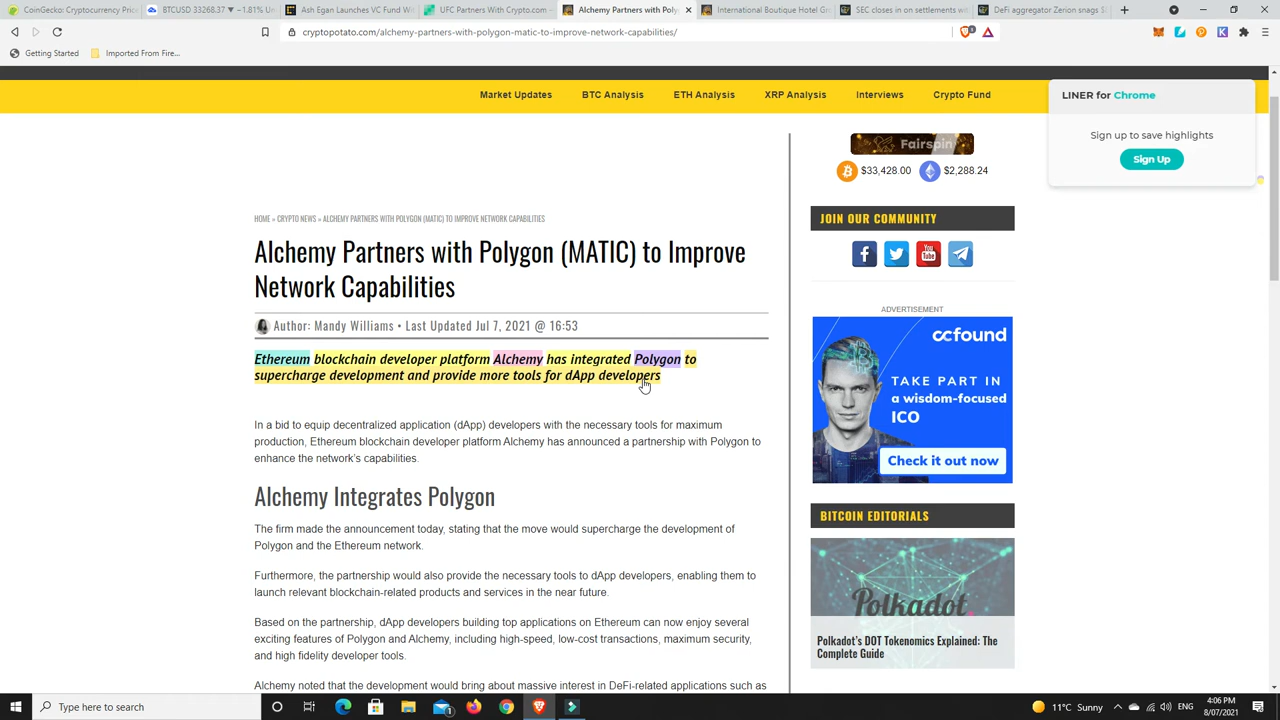 CoinGecko: Cryptocurrency Price
BTCUSD 33268.37 ▼ −1.81% Un
Ash Egan Launches VC Fund Wit
UFC Partners With Crypto.com
Alchemy Partners with Polyg
International Boutique Hotel Gr
SEC closes in on settlements wi
DeFi aggregator Zerion snags $
cryptopotato.com/alchemy-partners-with-polygon-matic-to-improve-network-capabilities/
Getting Started
Imported From Fire...
Market Updates
BTC Analysis
ETH Analysis
XRP Analysis
Interviews
Crypto Fund
LINER for Chrome
Sign up to save highlights
Sign Up
Fairspin
$33,428.00
$2,288.24
HOME » CRYPTO NEWS » ALCHEMY PARTNERS WITH POLYGON (MATIC) TO IMPROVE NETWORK CAPABILITIES
Alchemy Partners with Polygon (MATIC) to Improve
Network Capabilities
Author: Mandy Williams • Last Updated Jul 7, 2021 @ 16:53
Ethereum blockchain developer platform Alchemy has integrated Polygon to
supercharge development and provide more tools for dApp developers
In a bid to equip decentralized application (dApp) developers with the necessary tools for maximum
production, Ethereum blockchain developer platform Alchemy has announced a partnership with Polygon to
enhance the network's capabilities.
Alchemy Integrates Polygon
The firm made the announcement today, stating that the move would supercharge the development of
Polygon and the Ethereum network.
Furthermore, the partnership would also provide the necessary tools to dApp developers, enabling them to
launch relevant blockchain-related products and services in the near future.
Based on the partnership, dApp developers building top applications on Ethereum can now enjoy several
exciting features of Polygon and Alchemy, including high-speed, low-cost transactions, maximum security,
and high fidelity developer tools.
Alchemy noted that the development would bring about massive interest in DeFi-related applications such as
JOIN OUR COMMUNITY
You
Tube
ADVERTISEMENT
ccfound
TAKE PART IN
a wisdom-focused
ICO
Check it out now
BITCOIN EDITORIALS
Polkadot.
Polkadot's DOT Tokenomics Explained: The
Complete Guide
Type here to search
11°C Sunny
ENG
4:06 PM
8/07/2021